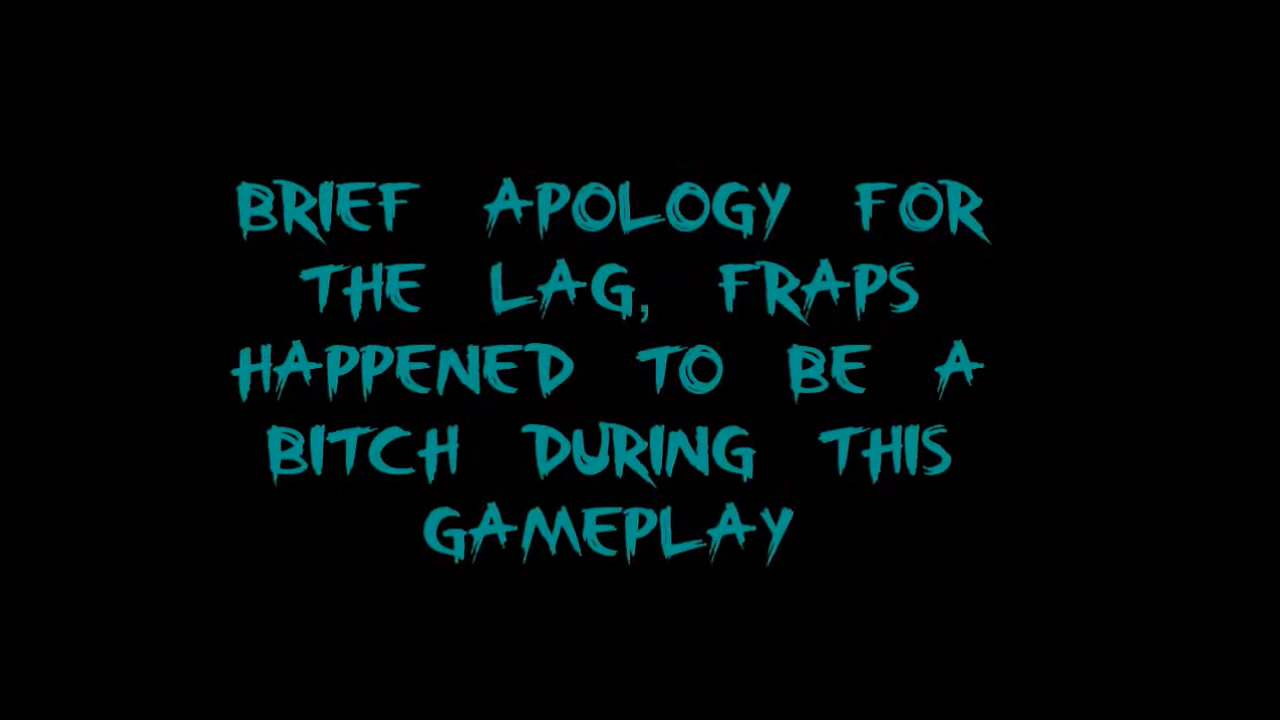 BRIEF APOLOGY FOR
THE LAG, FRAPS
HAPPENED TO BE A
BITCH DURING THIS
GAMEPLAY